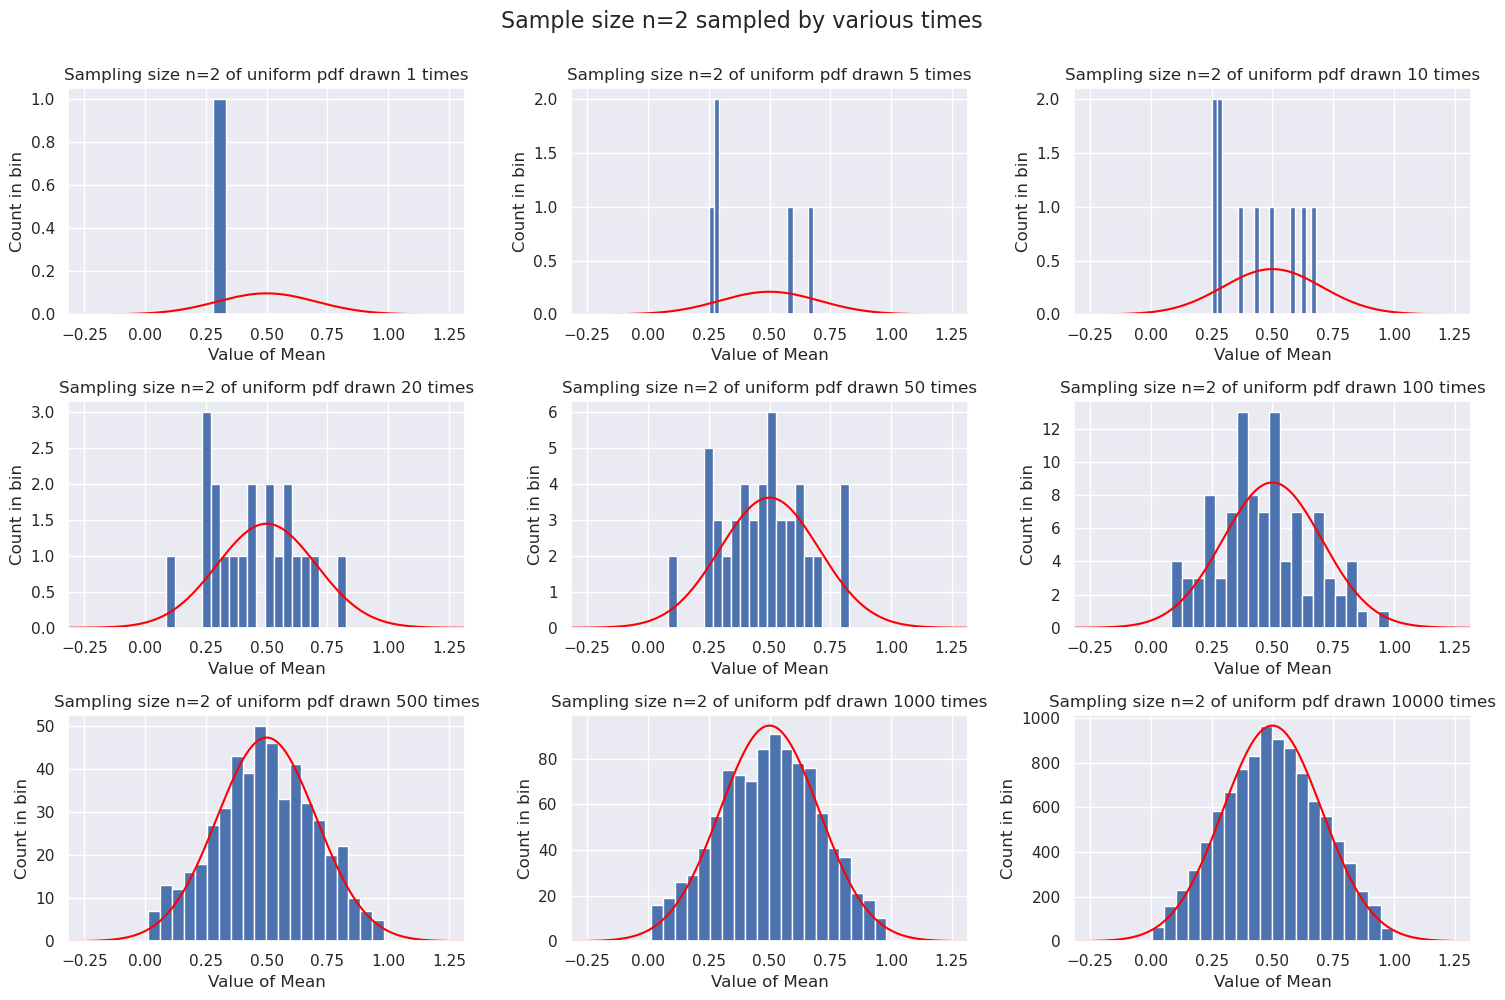 Sample size n=2 sampled by various times
Sampling size n=2 of uniform pdf drawn 1 times
Count in bin
1.0
0.8
0.6
0.4
0.2
0.0
−0.25 0.00 0.25 0.50 0.75 1.00 1.25
Value of Mean
Sampling size n=2 of uniform pdf drawn 5 times
Count in bin
2.0
1.5
1.0
0.5
0.0
−0.25 0.00 0.25 0.50 0.75 1.00 1.25
Value of Mean
Sampling size n=2 of uniform pdf drawn 10 times
Count in bin
2.0
1.5
1.0
0.5
0.0
−0.25 0.00 0.25 0.50 0.75 1.00 1.25
Value of Mean
Sampling size n=2 of uniform pdf drawn 20 times
Count in bin
3.0
2.5
2.0
1.5
1.0
0.5
0.0
−0.25 0.00 0.25 0.50 0.75 1.00 1.25
Value of Mean
Sampling size n=2 of uniform pdf drawn 50 times
Count in bin
6
5
4
3
2
1
0
−0.25 0.00 0.25 0.50 0.75 1.00 1.25
Value of Mean
Sampling size n=2 of uniform pdf drawn 100 times
Count in bin
12
10
8
6
4
2
0
−0.25 0.00 0.25 0.50 0.75 1.00 1.25
Value of Mean
Sampling size n=2 of uniform pdf drawn 500 times
Count in bin
50
40
30
20
10
0
−0.25 0.00 0.25 0.50 0.75 1.00 1.25
Value of Mean
Sampling size n=2 of uniform pdf drawn 1000 times
Count in bin
80
60
40
20
0
−0.25 0.00 0.25 0.50 0.75 1.00 1.25
Value of Mean
Sampling size n=2 of uniform pdf drawn 10000 times
Count in bin
1000
800
600
400
200
0
−0.25 0.00 0.25 0.50 0.75 1.00 1.25
Value of Mean